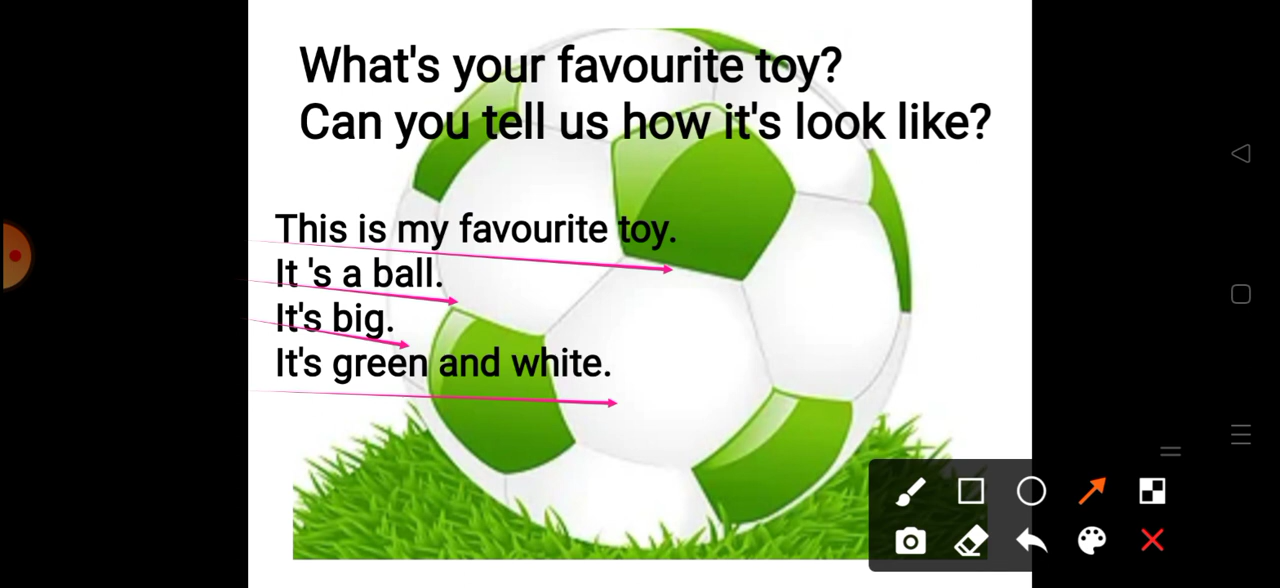 What's your favourite toy?
Can you tell us how it's look like?
This is my favourite toy.
It 's a ball.
It's big.
It's green and white.